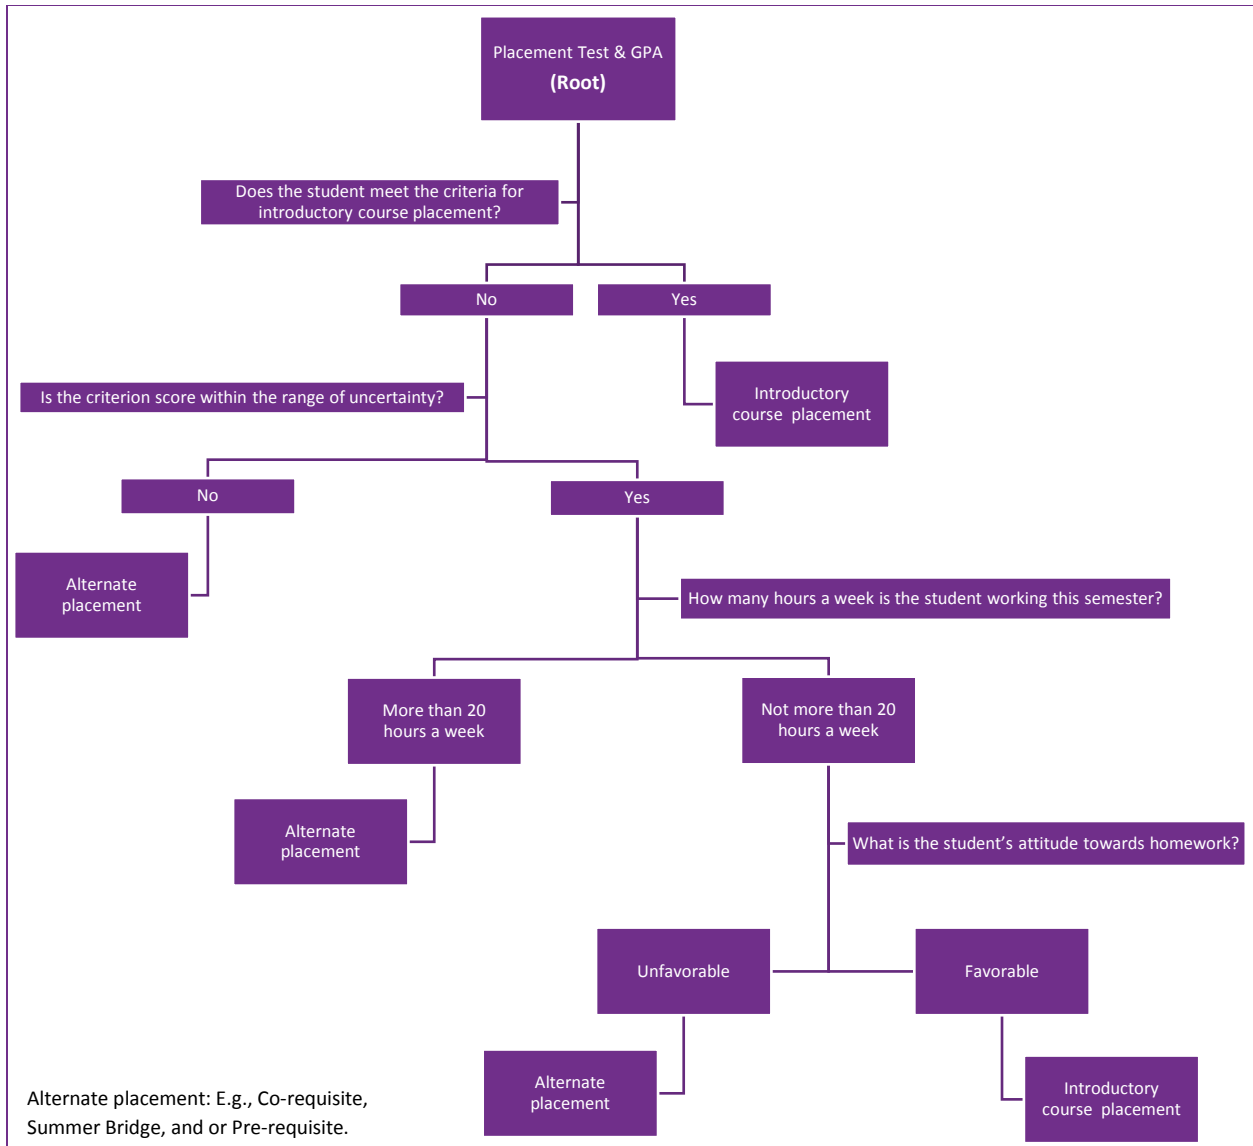 Placement Test & GPA
(Root)
Does the student meet the criteria for
introductory course placement?
No
Yes
Is the criterion score within the range of uncertainty?
Introductory
course placement
No
Yes
Alternate
placement
How many hours a week is the student working this semester?
More than 20
hours a week
Not more than 20
hours a week
Alternate
placement
What is the student’s attitude towards homework?
Unfavorable
Favorable
Alternate
placement
Introductory
course placement
Alternate placement: E.g., Co-requisite,
Summer Bridge, and or Pre-requisite.